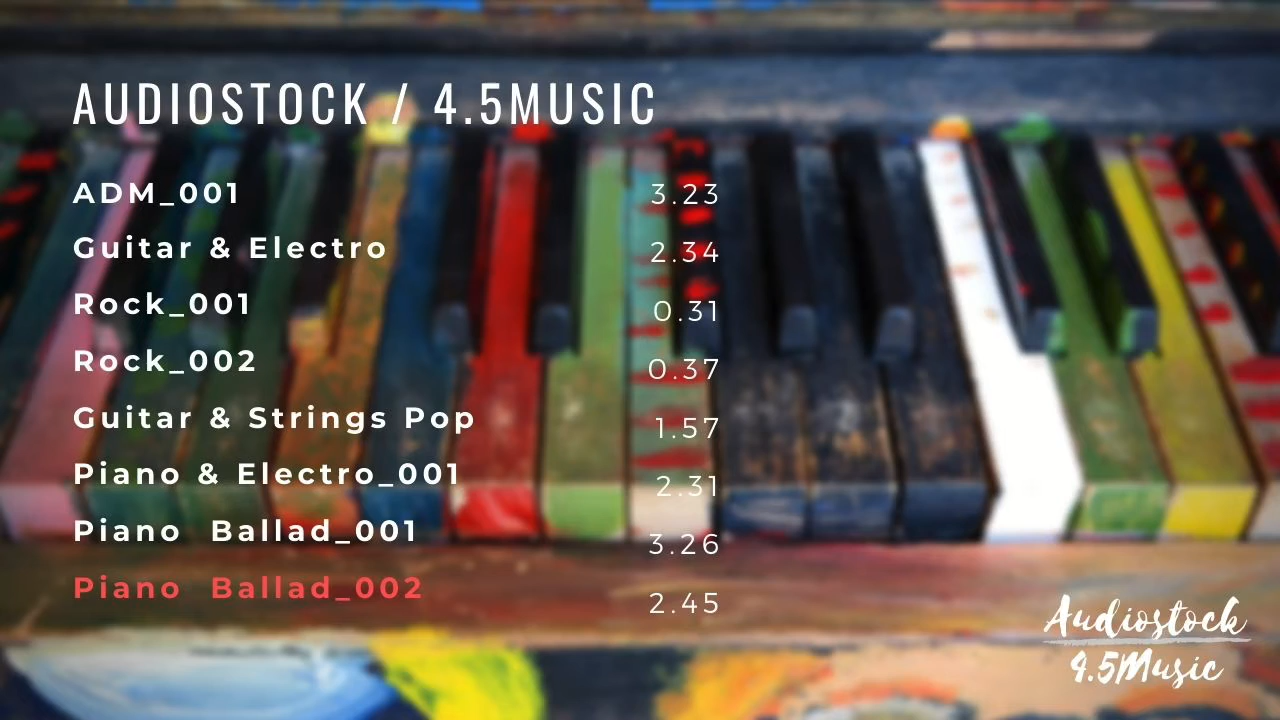 AUDIOSTOCK / 4.5MUSIC
ADM_001 3.23
Guitar & Electro 2.34
Rock_001 0.31
Rock_002 0.37
Guitar & Strings Pop 1.57
Piano & Electro_001 2.31
Piano  Ballad_001 3.26
Piano  Ballad_002 2.45
Audiostock
4.5Music